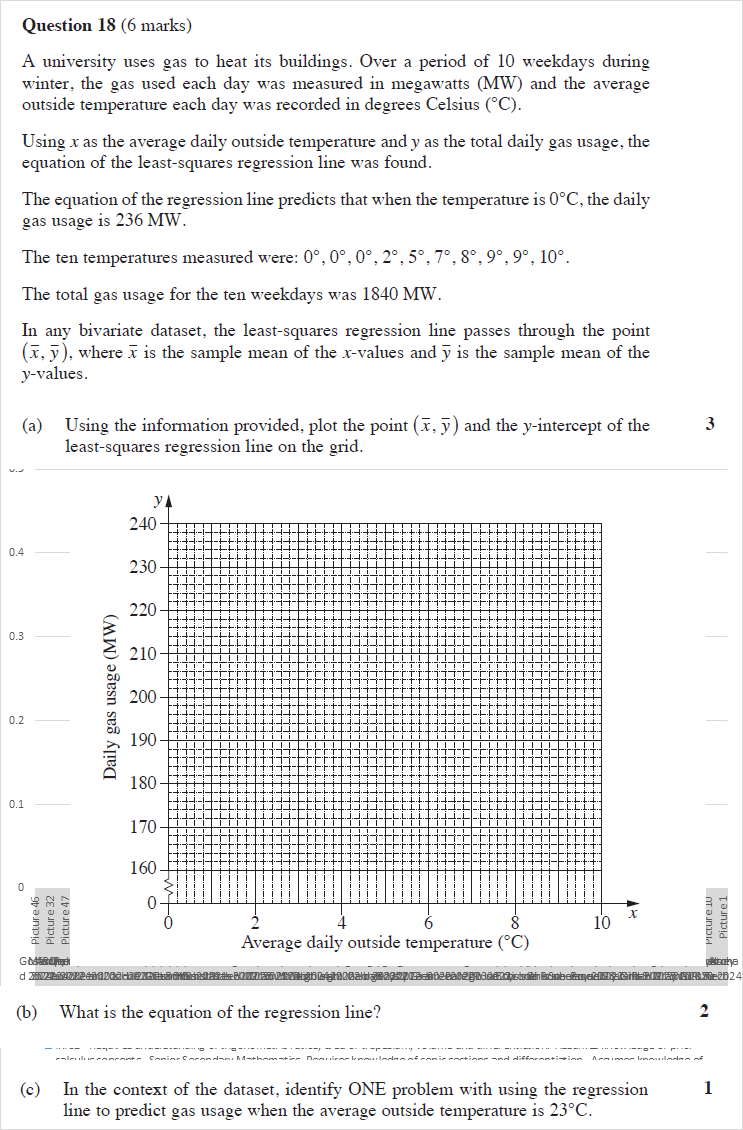 Question 18 (6 marks)
A university uses gas to heat its buildings. Over a period of 10 weekdays during
winter, the gas used each day was measured in megawatts (MW) and the average
outside temperature each day was recorded in degrees Celsius (°C).
Using x as the average daily outside temperature and y as the total daily gas usage, the
equation of the least-squares regression line was found.
The equation of the regression line predicts that when the temperature is 0°C, the daily
gas usage is 236 MW.
The ten temperatures measured were: 0°, 0°, 0°, 2°, 5°, 7°, 8°, 9°, 9°, 10°.
The total gas usage for the ten weekdays was 1840 MW.
In any bivariate dataset, the least-squares regression line passes through the point
(x̅, y̅), where x̅ is the sample mean of the x-values and y̅ is the sample mean of the
y-values.
(a) Using the information provided, plot the point (x̅, y̅) and the y-intercept of the 3
least-squares regression line on the grid.
y
240
230
220
210
200
190
180
170
160
0
Daily gas usage (MW)
0 2 4 6 8 10 x
Average daily outside temperature (°C)
0.4
0.3
0.2
0.1
0
Picture 46
Picture 32
Picture 47
Picture 10
Picture 1
(b) What is the equation of the regression line? 2
(c) In the context of the dataset, identify ONE problem with using the regression 1
line to predict gas usage when the average outside temperature is 23°C.